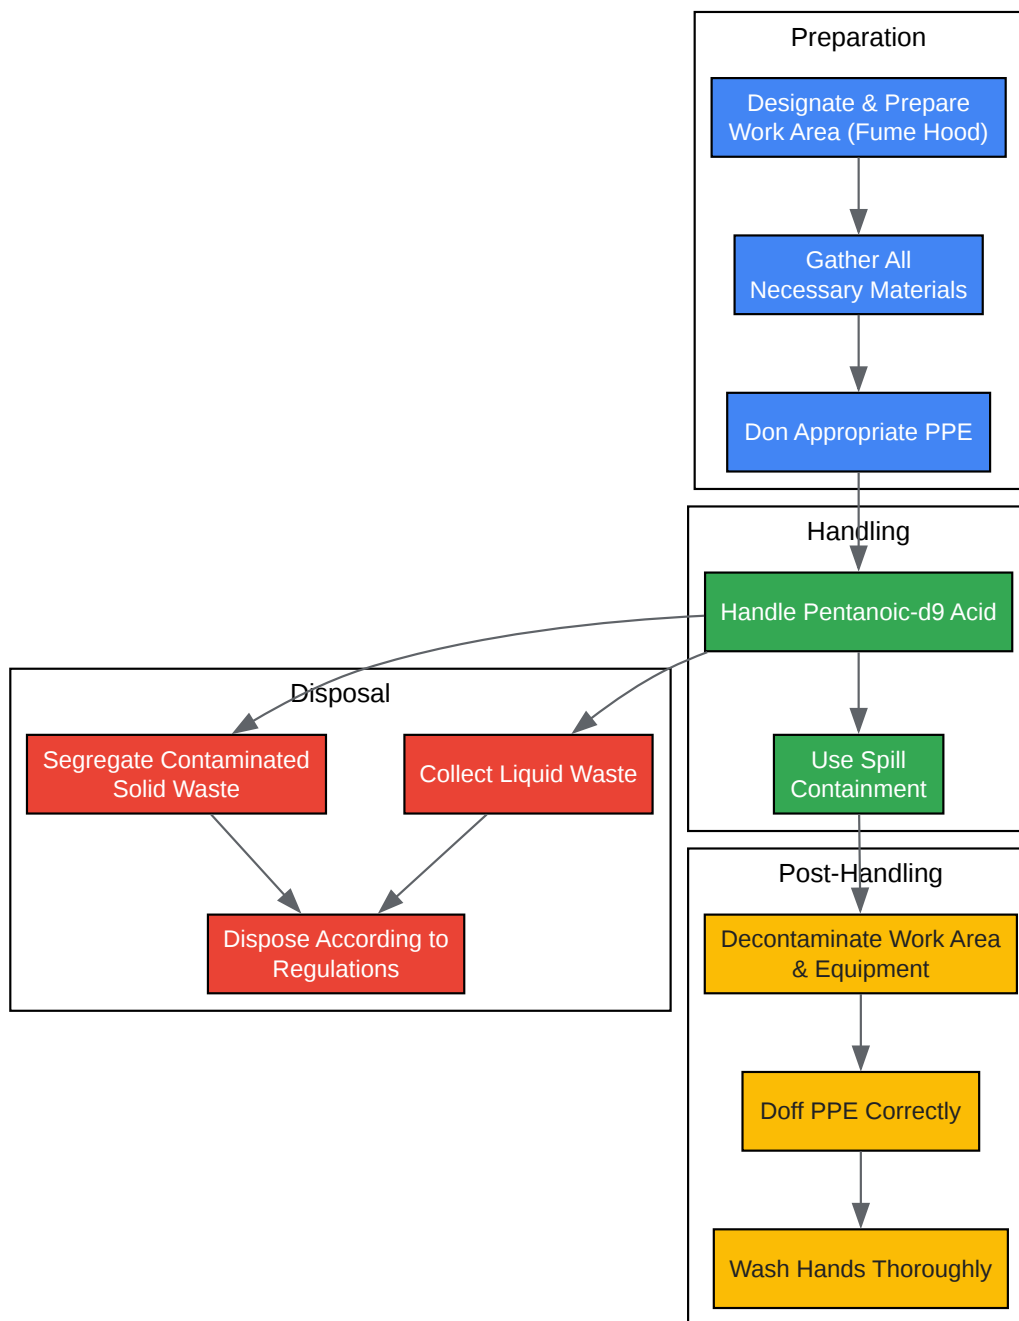 Preparation
Designate & Prepare
Work Area (Fume Hood)
Gather All
Necessary Materials
Don Appropriate PPE
Handling
Handle Pentanoic-d9 Acid
Use Spill
Containment
Disposal
Segregate Contaminated
Solid Waste
Collect Liquid Waste
Dispose According to
Regulations
Post-Handling
Decontaminate Work Area
& Equipment
Doff PPE Correctly
Wash Hands Thoroughly